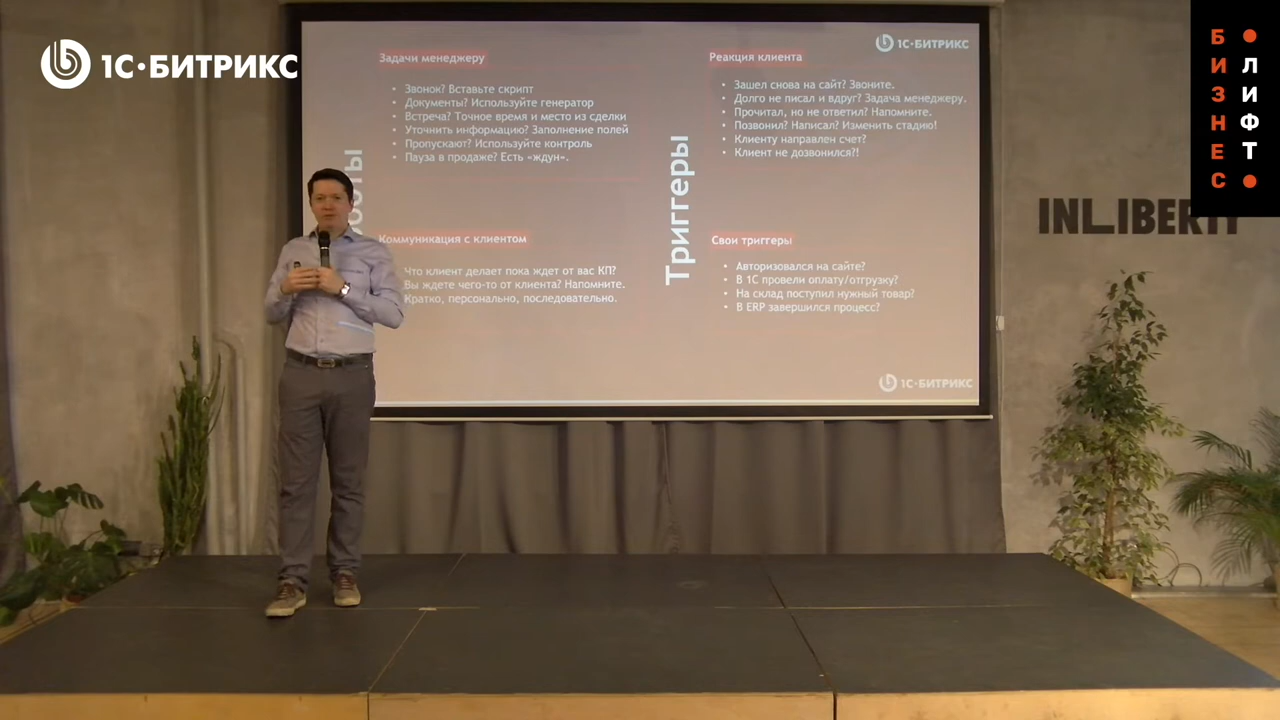 1С·БИТРИКС
Задачи менеджеру
Звонок? Вставьте скрипт
Документы? Используйте генератор
Встреча? Точное время и место из сделки
Уточнить информацию? Заполнение полей
Пропускают? Используйте контроль
Пауза в продаже? Есть «ждун».
Коммуникация с клиентом
Что клиент делает пока ждет от вас КП?
Вы ждете чего-то от клиента? Напомните.
Кратко, персонально, последовательно.
Триггеры
1С·БИТРИКС
Реакция клиента
Зашел снова на сайт? Звоните.
Долго не писал и вдруг? Задача менеджеру.
Прочитал, но не ответил? Напомните.
Позвонил? Написал? Изменить стадию!
Клиенту направлен счет?
Клиент не дозвонился?!
Свои триггеры
Авторизовался на сайте?
В 1С провели оплату/отгрузку?
На склад поступил нужный товар?
В ERP завершился процесс?
1С·БИТРИКС
БИЗНЕС
ЛИФТ